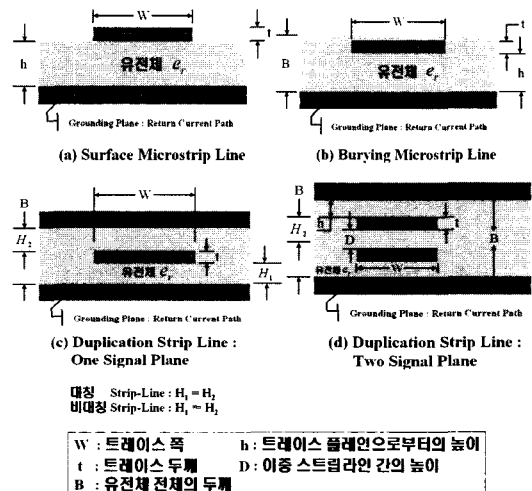 W
t
h
유전체 e_r
Grounding Plane : Return Current Path
(a) Surface Microstrip Line
W
t
B
유전체 e_r
h
Grounding Plane : Return Current Path
(b) Burying Microstrip Line
B
W
H₂
t
유전체 e_r
H₁
Grounding Plane : Return Current Path
(c) Duplication Strip Line :
One Signal Plane
B
h
H₂
D
t
B
유전체 e_r
W
Grounding Plane : Return Current Path
(d) Duplication Strip Line :
Two Signal Plane
대칭 Strip-Line : H₁ = H₂
비대칭 Strip-Line : H₁ ≈ H₂
W : 트레이스 폭 h : 트레이스 플레인으로부터의 높이
t : 트레이스 두께 D : 이중 스트립라인 간의 높이
B : 유전체 전체의 두께